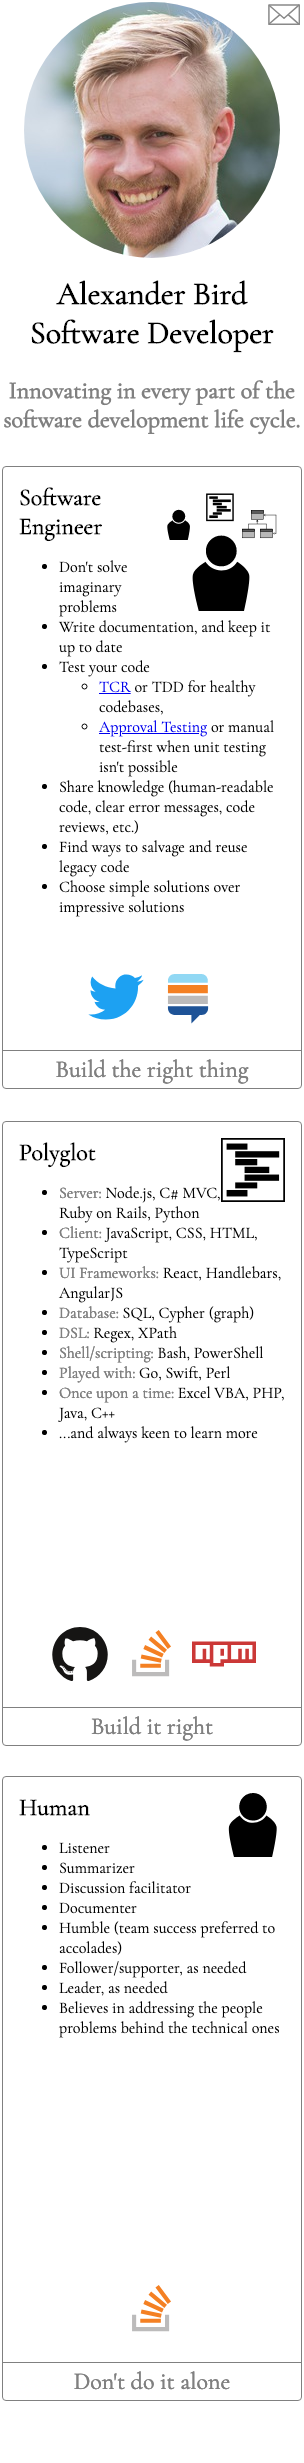 Alexander Bird
Software Developer
Innovating in every part of the
software development life cycle.
Software
Engineer
Don't solve
imaginary
problems
Write documentation, and keep it
up to date
Test your code
TCR or TDD for healthy
codebases,
Approval Testing or manual
test-first when unit testing
isn't possible
Share knowledge (human-readable
code, clear error messages, code
reviews, etc.)
Find ways to salvage and reuse
legacy code
Choose simple solutions over
impressive solutions
Build the right thing
Polyglot
Server: Node.js, C# MVC,
Ruby on Rails, Python
Client: JavaScript, CSS, HTML,
TypeScript
UI Frameworks: React, Handlebars,
AngularJS
Database: SQL, Cypher (graph)
DSL: Regex, XPath
Shell/scripting: Bash, PowerShell
Played with: Go, Swift, Perl
Once upon a time: Excel VBA, PHP,
Java, C++
...and always keen to learn more
npm
Build it right
Human
Listener
Summarizer
Discussion facilitator
Documenter
Humble (team success preferred to
accolades)
Follower/supporter, as needed
Leader, as needed
Believes in addressing the people
problems behind the technical ones
Don't do it alone